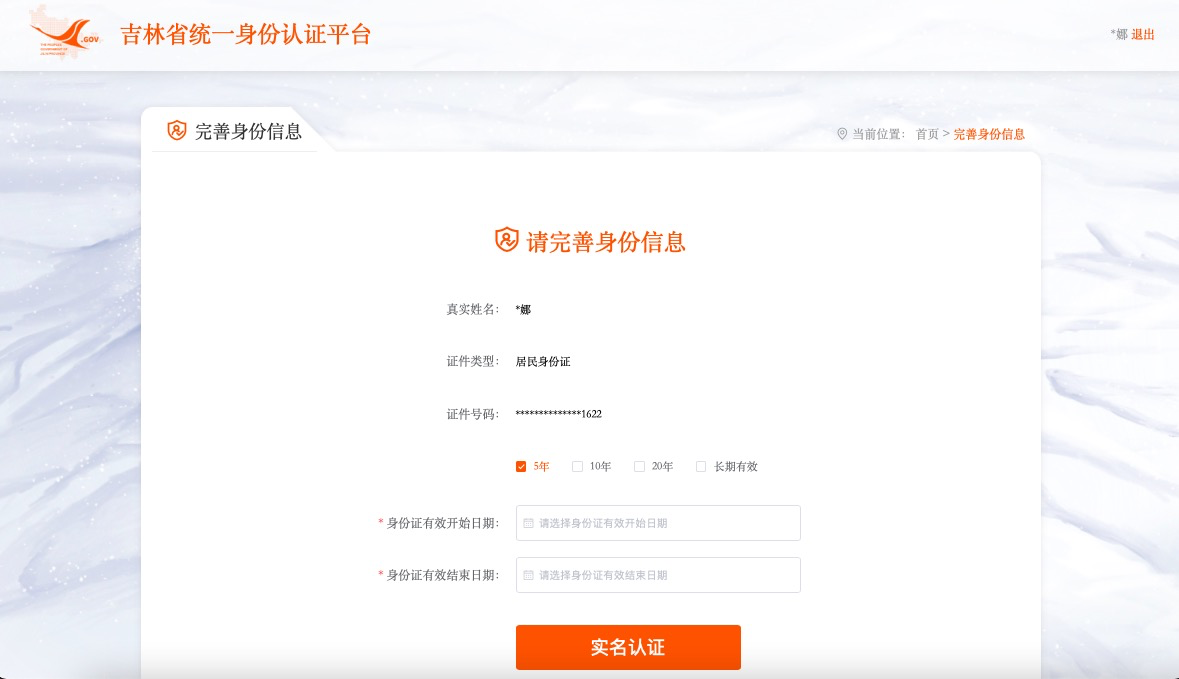 .GOV
吉林省统一身份认证平台
*娜 退出
完善身份信息
当前位置： 首页 > 完善身份信息
请完善身份信息
真实姓名： *娜
证件类型： 居民身份证
证件号码： **************1622
5年 10年 20年 长期有效
* 身份证有效开始日期： 请选择身份证有效开始日期
* 身份证有效结束日期： 请选择身份证有效结束日期
实名认证